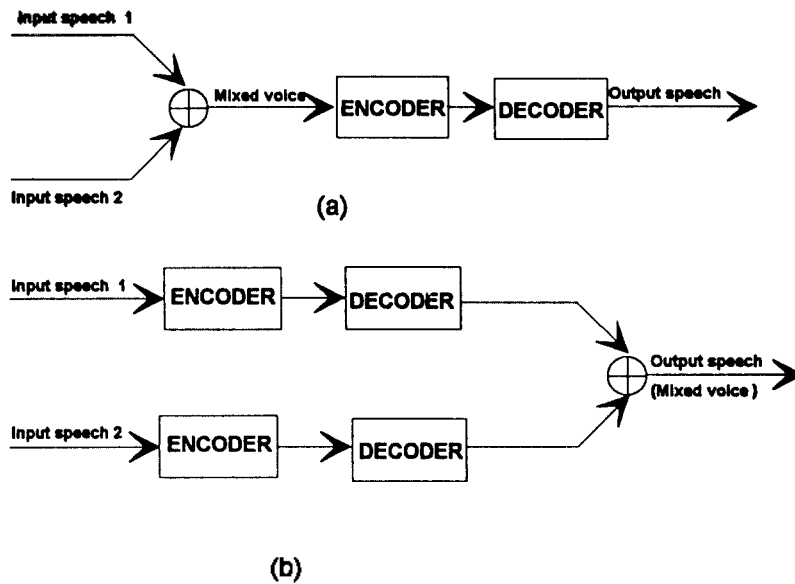 Input speech 1
Mixed voice
ENCODER
DECODER
Output speech
Input speech 2
(a)
Input speech 1
ENCODER
DECODER
Output speech
(Mixed voice)
Input speech 2
ENCODER
DECODER
(b)